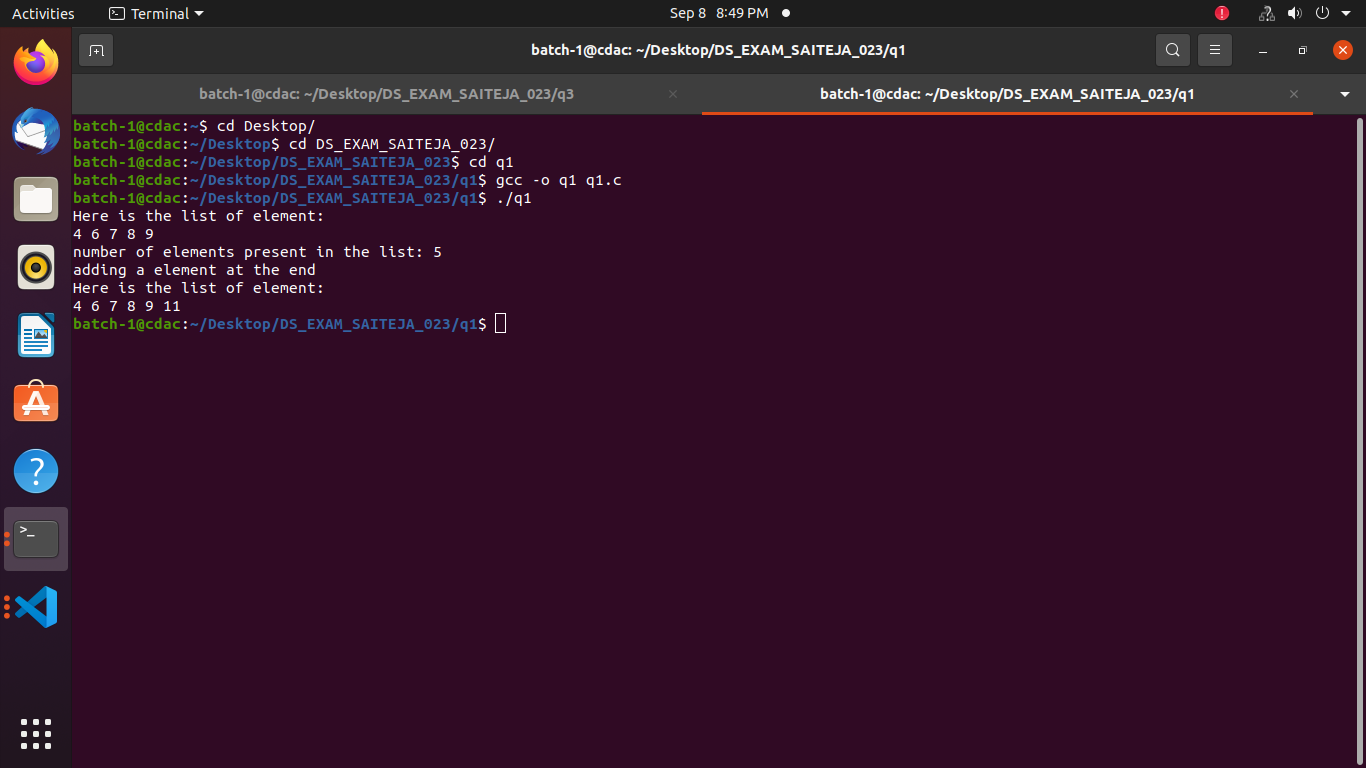 Activities
Terminal
Sep 8 8:49 PM
batch-1@cdac: ~/Desktop/DS_EXAM_SAITEJA_023/q1
batch-1@cdac: ~/Desktop/DS_EXAM_SAITEJA_023/q3
batch-1@cdac: ~/Desktop/DS_EXAM_SAITEJA_023/q1
batch-1@cdac:~$ cd Desktop/
batch-1@cdac:~/Desktop$ cd DS_EXAM_SAITEJA_023/
batch-1@cdac:~/Desktop/DS_EXAM_SAITEJA_023$ cd q1
batch-1@cdac:~/Desktop/DS_EXAM_SAITEJA_023/q1$ gcc -o q1 q1.c
batch-1@cdac:~/Desktop/DS_EXAM_SAITEJA_023/q1$ ./q1
Here is the list of element:
4 6 7 8 9
number of elements present in the list: 5
adding a element at the end
Here is the list of element:
4 6 7 8 9 11
batch-1@cdac:~/Desktop/DS_EXAM_SAITEJA_023/q1$